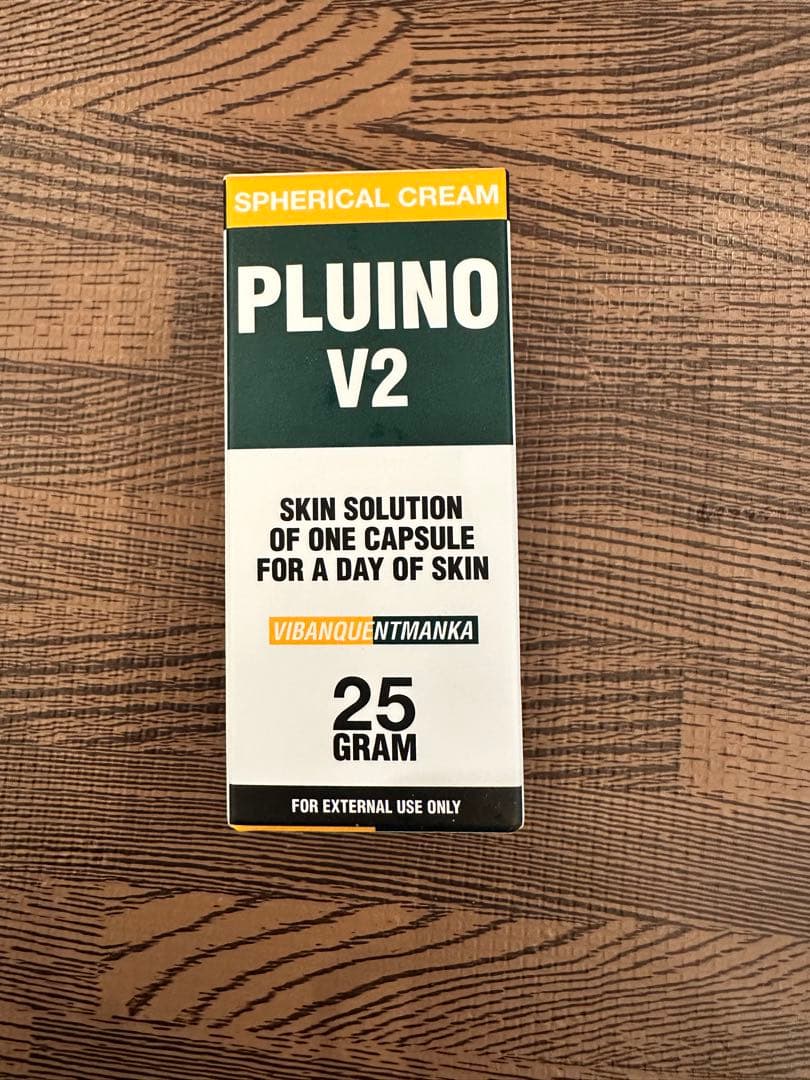 SPHERICAL CREAM
PLUINO
V2
SKIN SOLUTION
OF ONE CAPSULE
FOR A DAY OF SKIN
VIBANQUENTMANKA
25
GRAM
FOR EXTERNAL USE ONLY